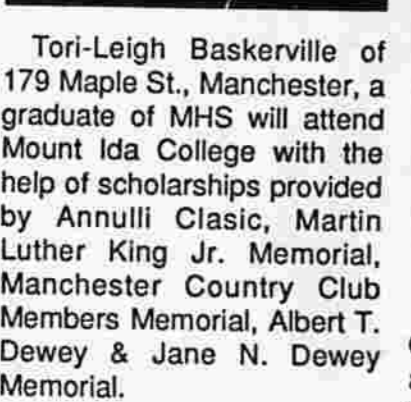 Tori-Leigh Baskerville of
179 Maple St., Manchester, a
graduate of MHS will attend
Mount Ida College with the
help of scholarships provided
by Annulli Clasic, Martin
Luther King Jr. Memorial,
Manchester Country Club
Members Memorial, Albert T.
Dewey & Jane N. Dewey
Memorial.